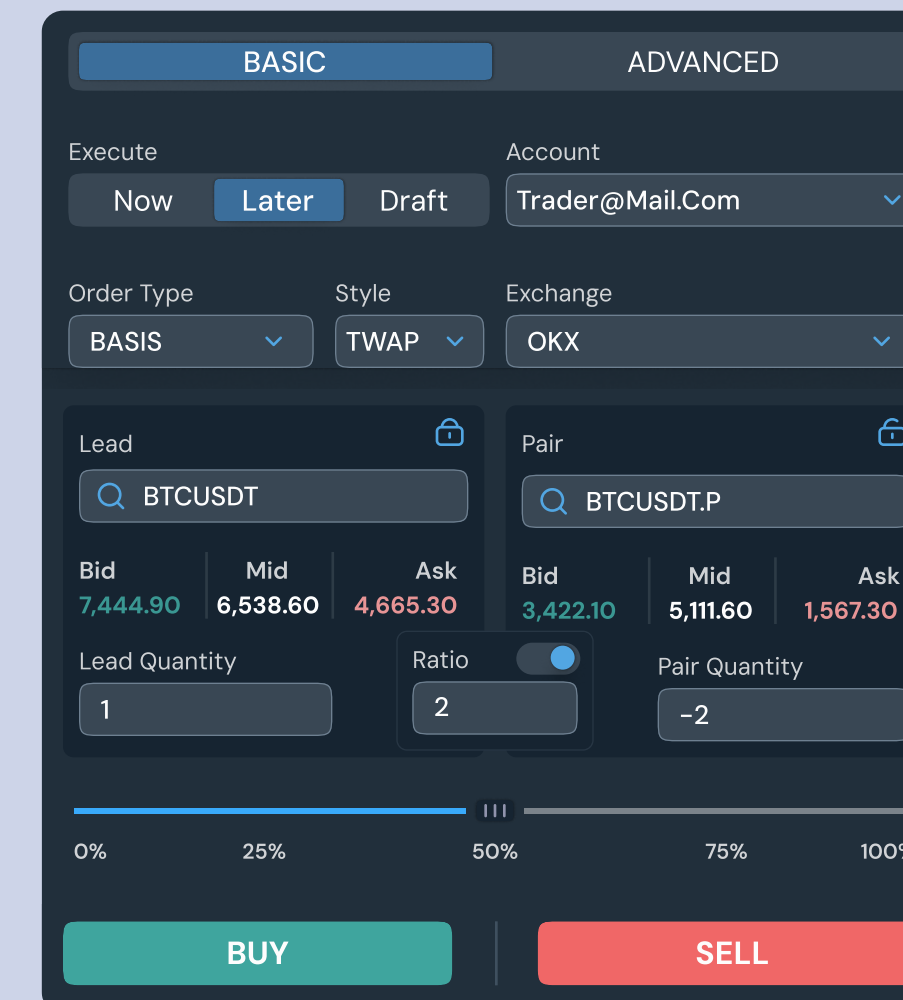 BASIC ADVANCED
Execute Account
Now Later Draft Trader@Mail.Com
Order Type Style Exchange
BASIS TWAP OKX
Lead Pair
BTCUSDT BTCUSDT.P
Bid Mid Ask Bid Mid Ask
7,444.90 6,538.60 4,665.30 3,422.10 5,111.60 1,567.30
Lead Quantity Ratio Pair Quantity
1 2 -2
0% 25% 50% 75% 100%
BUY SELL